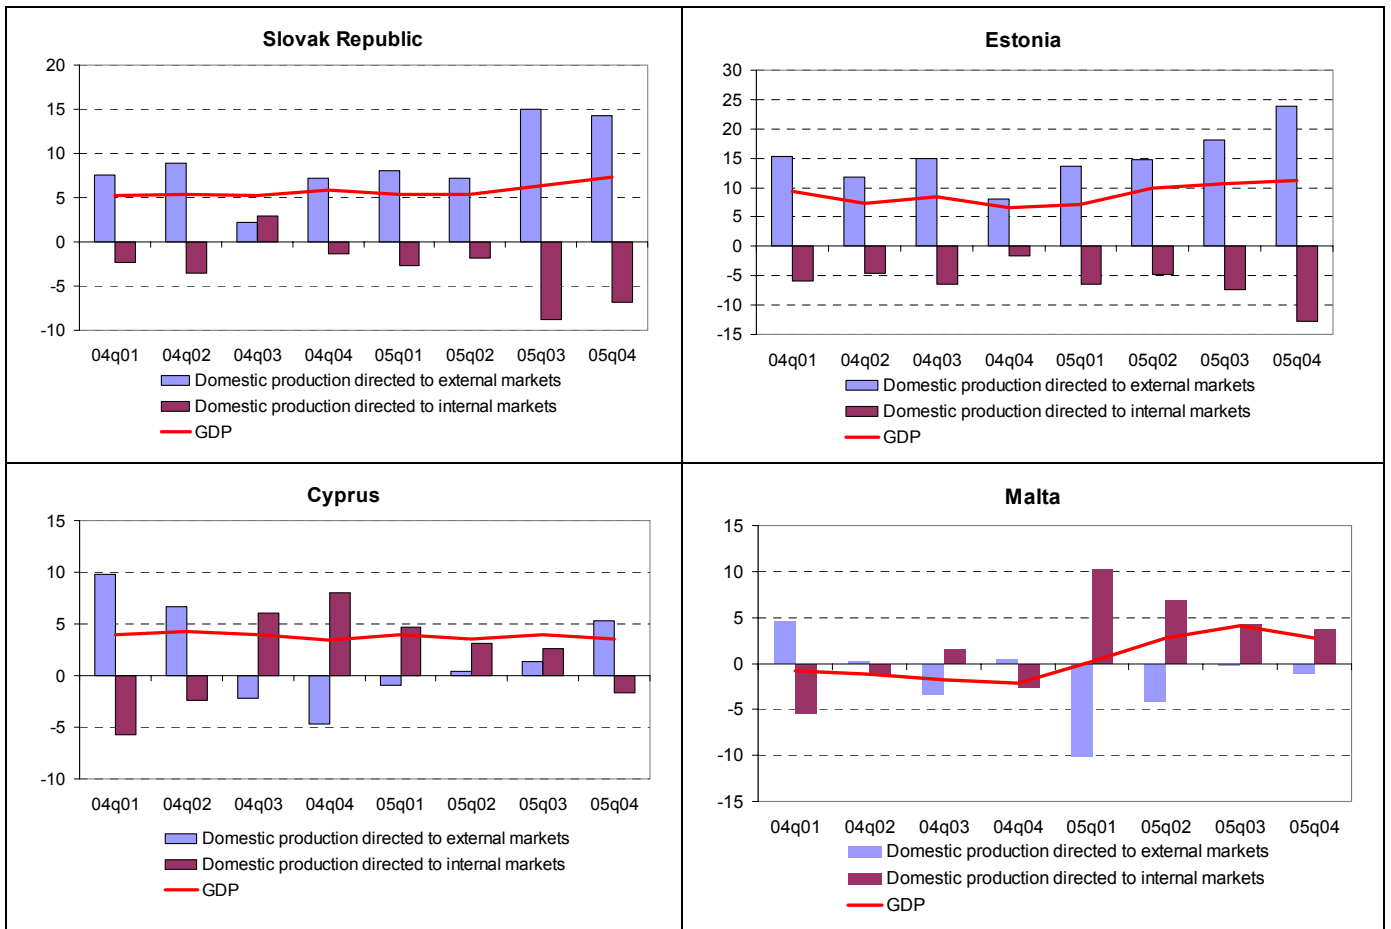 Slovak Republic
20
15
10
5
0
-5
-10
04q01 04q02 04q03 04q04 05q01 05q02 05q03 05q04
Domestic production directed to external markets
Domestic production directed to internal markets
GDP
Estonia
30
25
20
15
10
5
0
-5
-10
-15
04q01 04q02 04q03 04q04 05q01 05q02 05q03 05q04
Domestic production directed to external markets
Domestic production directed to internal markets
GDP
Cyprus
15
10
5
0
-5
-10
04q01 04q02 04q03 04q04 05q01 05q02 05q03 05q04
Domestic production directed to external markets
Domestic production directed to internal markets
GDP
Malta
15
10
5
0
-5
-10
-15
04q01 04q02 04q03 04q04 05q01 05q02 05q03 05q04
Domestic production directed to external markets
Domestic production directed to internal markets
GDP